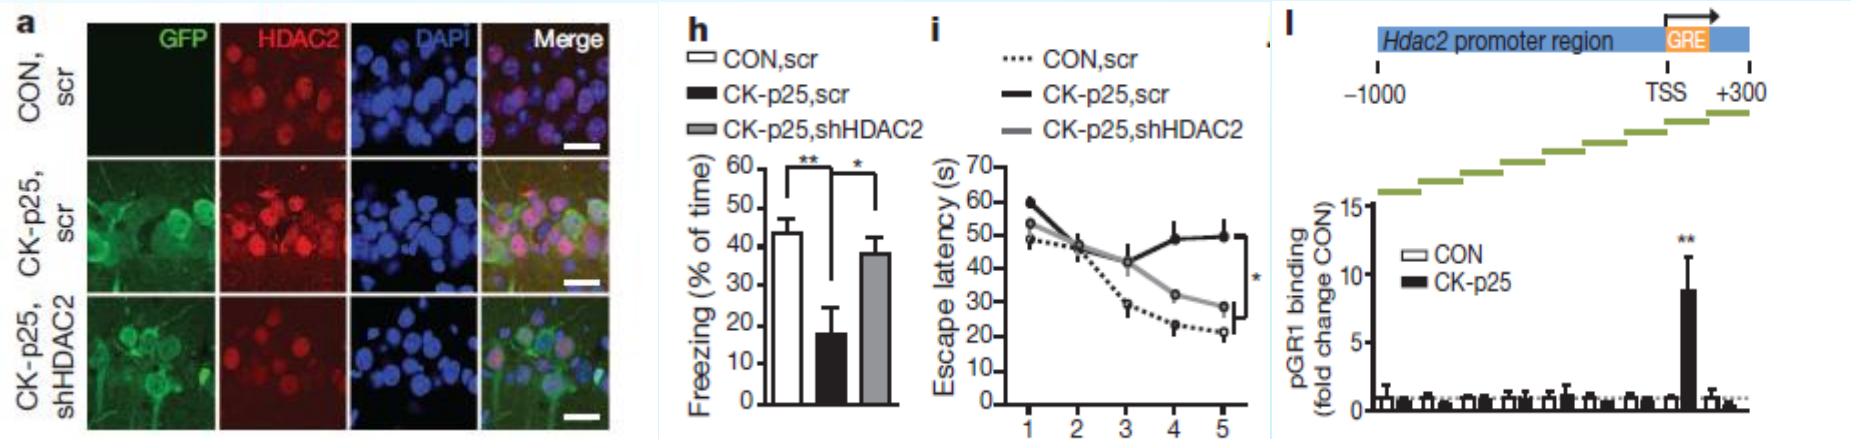 a
GFP
HDAC2
DAPI
Merge
CON,
scr
CK-p25,
scr
CK-p25,
shHDAC2
h
CON,scr
CK-p25,scr
CK-p25,shHDAC2
Freezing (% of time)
60
50
40
30
20
10
0
**
*
i
CON,scr
CK-p25,scr
CK-p25,shHDAC2
Escape latency (s)
70
60
50
40
30
20
10
0
*
1 2 3 4 5
l
Hdac2 promoter region
GRE
−1000
TSS
+300
pGR1 binding
(fold change CON)
15
10
5
0
CON
CK-p25
**